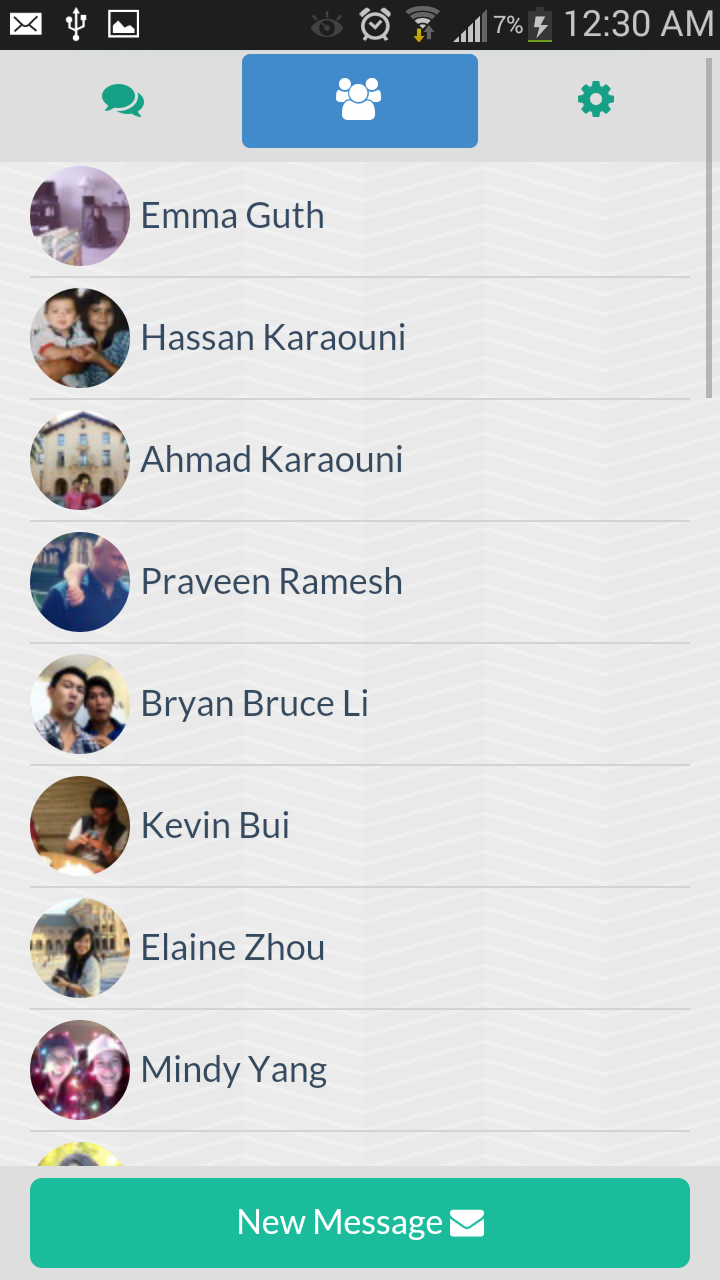 7% 12:30 AM
Emma Guth
Hassan Karaouni
Ahmad Karaouni
Praveen Ramesh
Bryan Bruce Li
Kevin Bui
Elaine Zhou
Mindy Yang
New Message